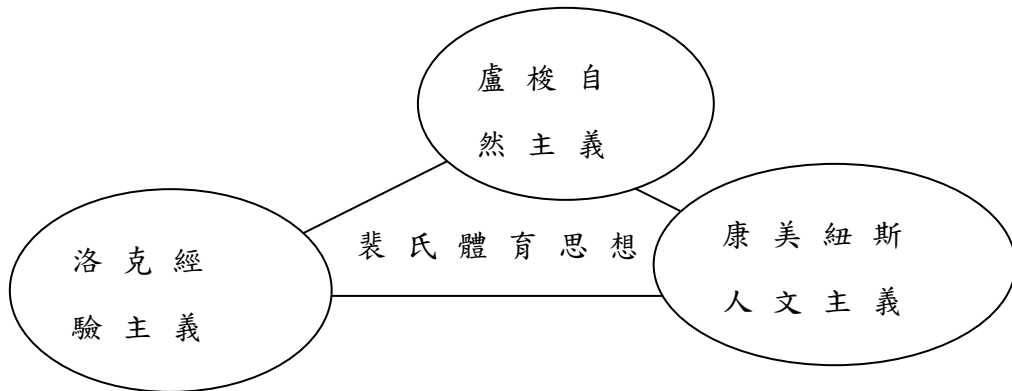 盧梭自
然主義
裴氏體育思想
洛克經
驗主義
康美紐斯
人文主義